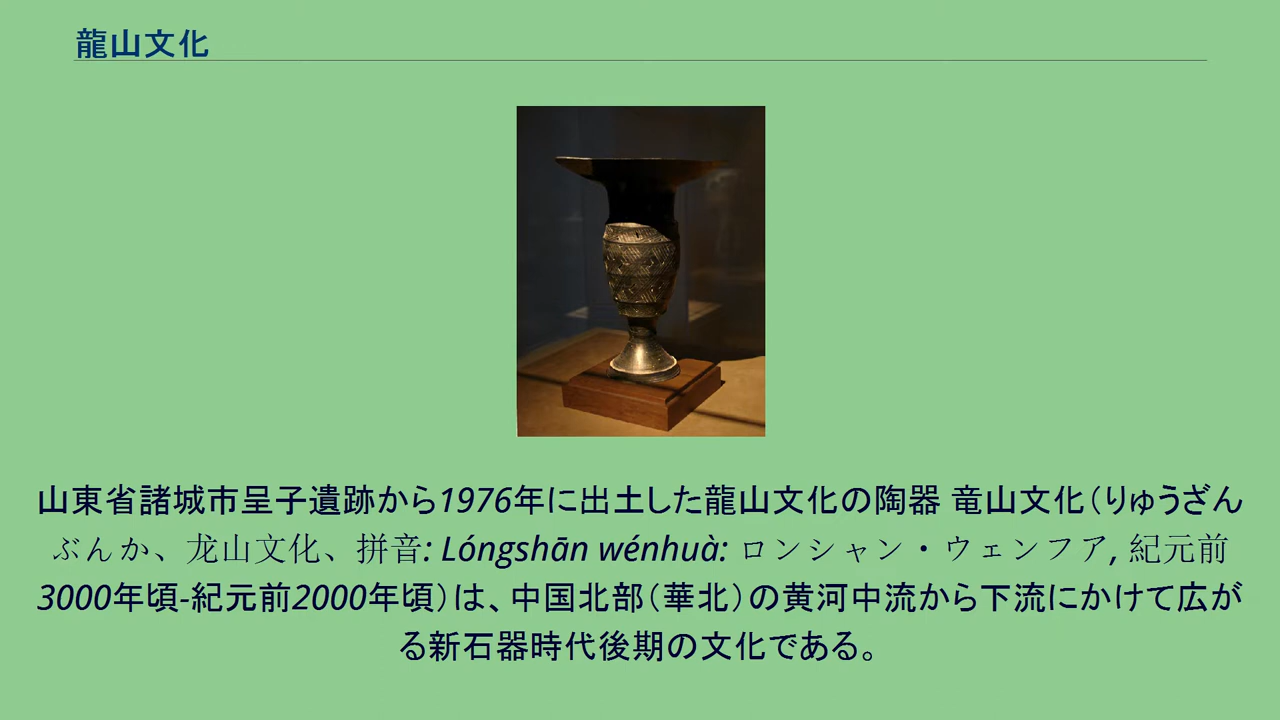 龍山文化
山東省諸城市呈子遺跡から1976年に出土した龍山文化の陶器 竜山文化（りゅうざん
ぶんか、龙山文化、拼音: Lóngshān wénhuà: ロンシャン・ウェンフア, 紀元前
3000年頃-紀元前2000年頃）は、中国北部（華北）の黄河中流から下流にかけて広が
る新石器時代後期の文化である。